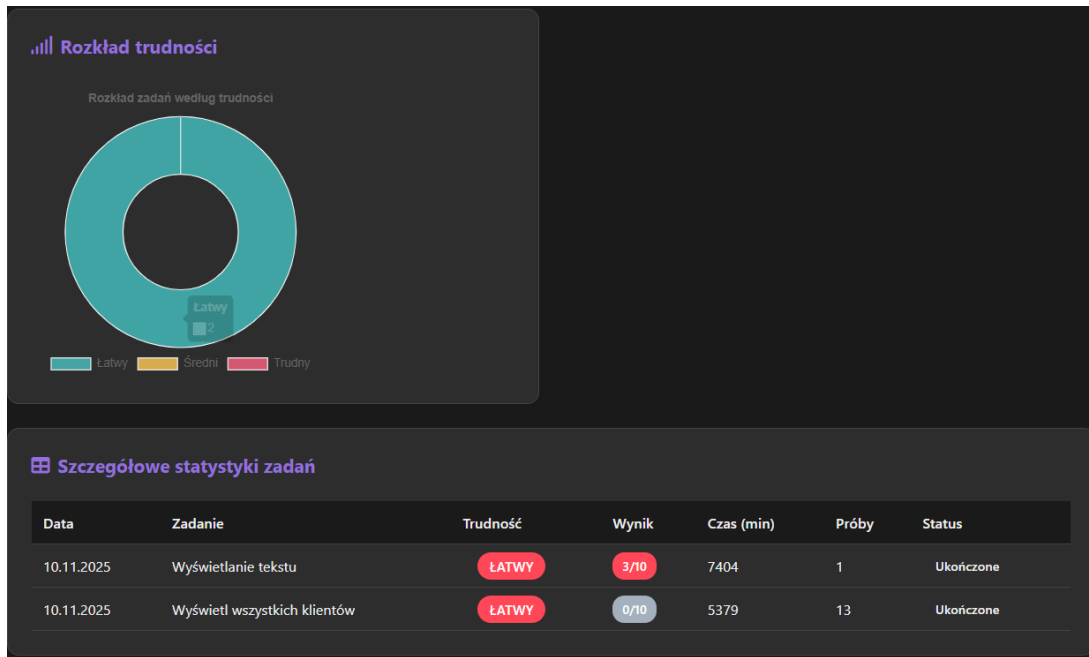 Rozkład trudności
Rozkład zadań według trudności
Łatwy
2
Łatwy Średni Trudny
Szczegółowe statystyki zadań
Data Zadanie Trudność Wynik Czas (min) Próby Status
10.11.2025 Wyświetlanie tekstu ŁATWY 3/10 7404 1 Ukończone
10.11.2025 Wyświetl wszystkich klientów ŁATWY 0/10 5379 13 Ukończone